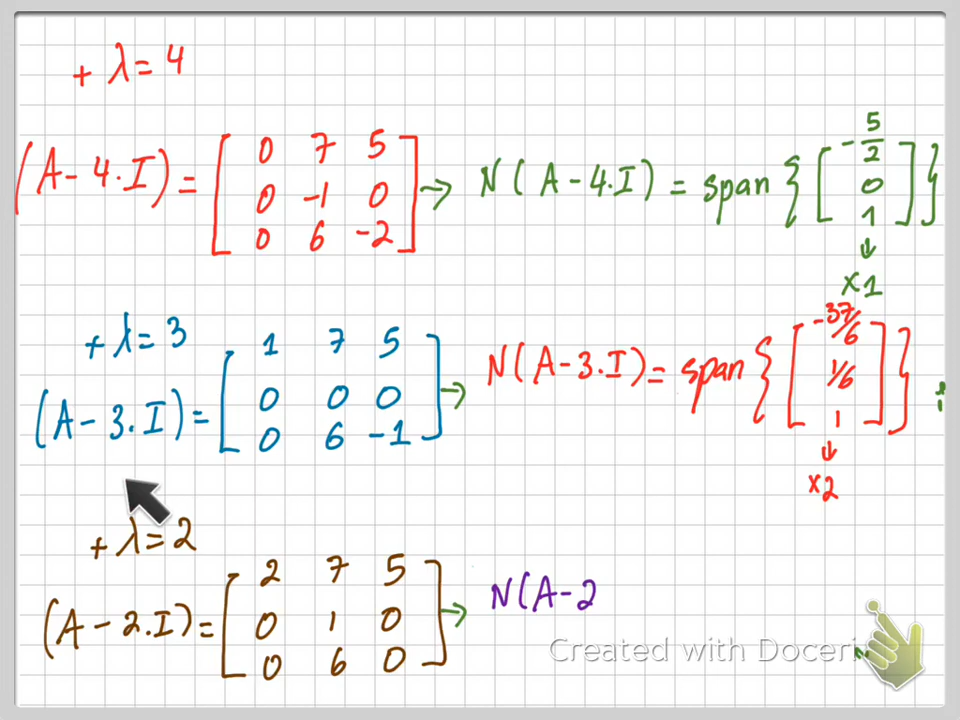 + λ = 4
(A - 4.I) = [ 0 7 5
0 -1 0
0 6 -2 ] → N(A - 4.I) = span { [ -5/2
0
1 ] }
↓
x1
+ λ = 3
(A - 3.I) = [ 1 7 5
0 0 0
0 6 -1 ] → N(A - 3.I) = span { [ -37/6
1/6
1 ] }
↓
x2
+ λ = 2
(A - 2.I) = [ 2 7 5
0 1 0
0 6 0 ] → N(A - 2
Created with Doceri